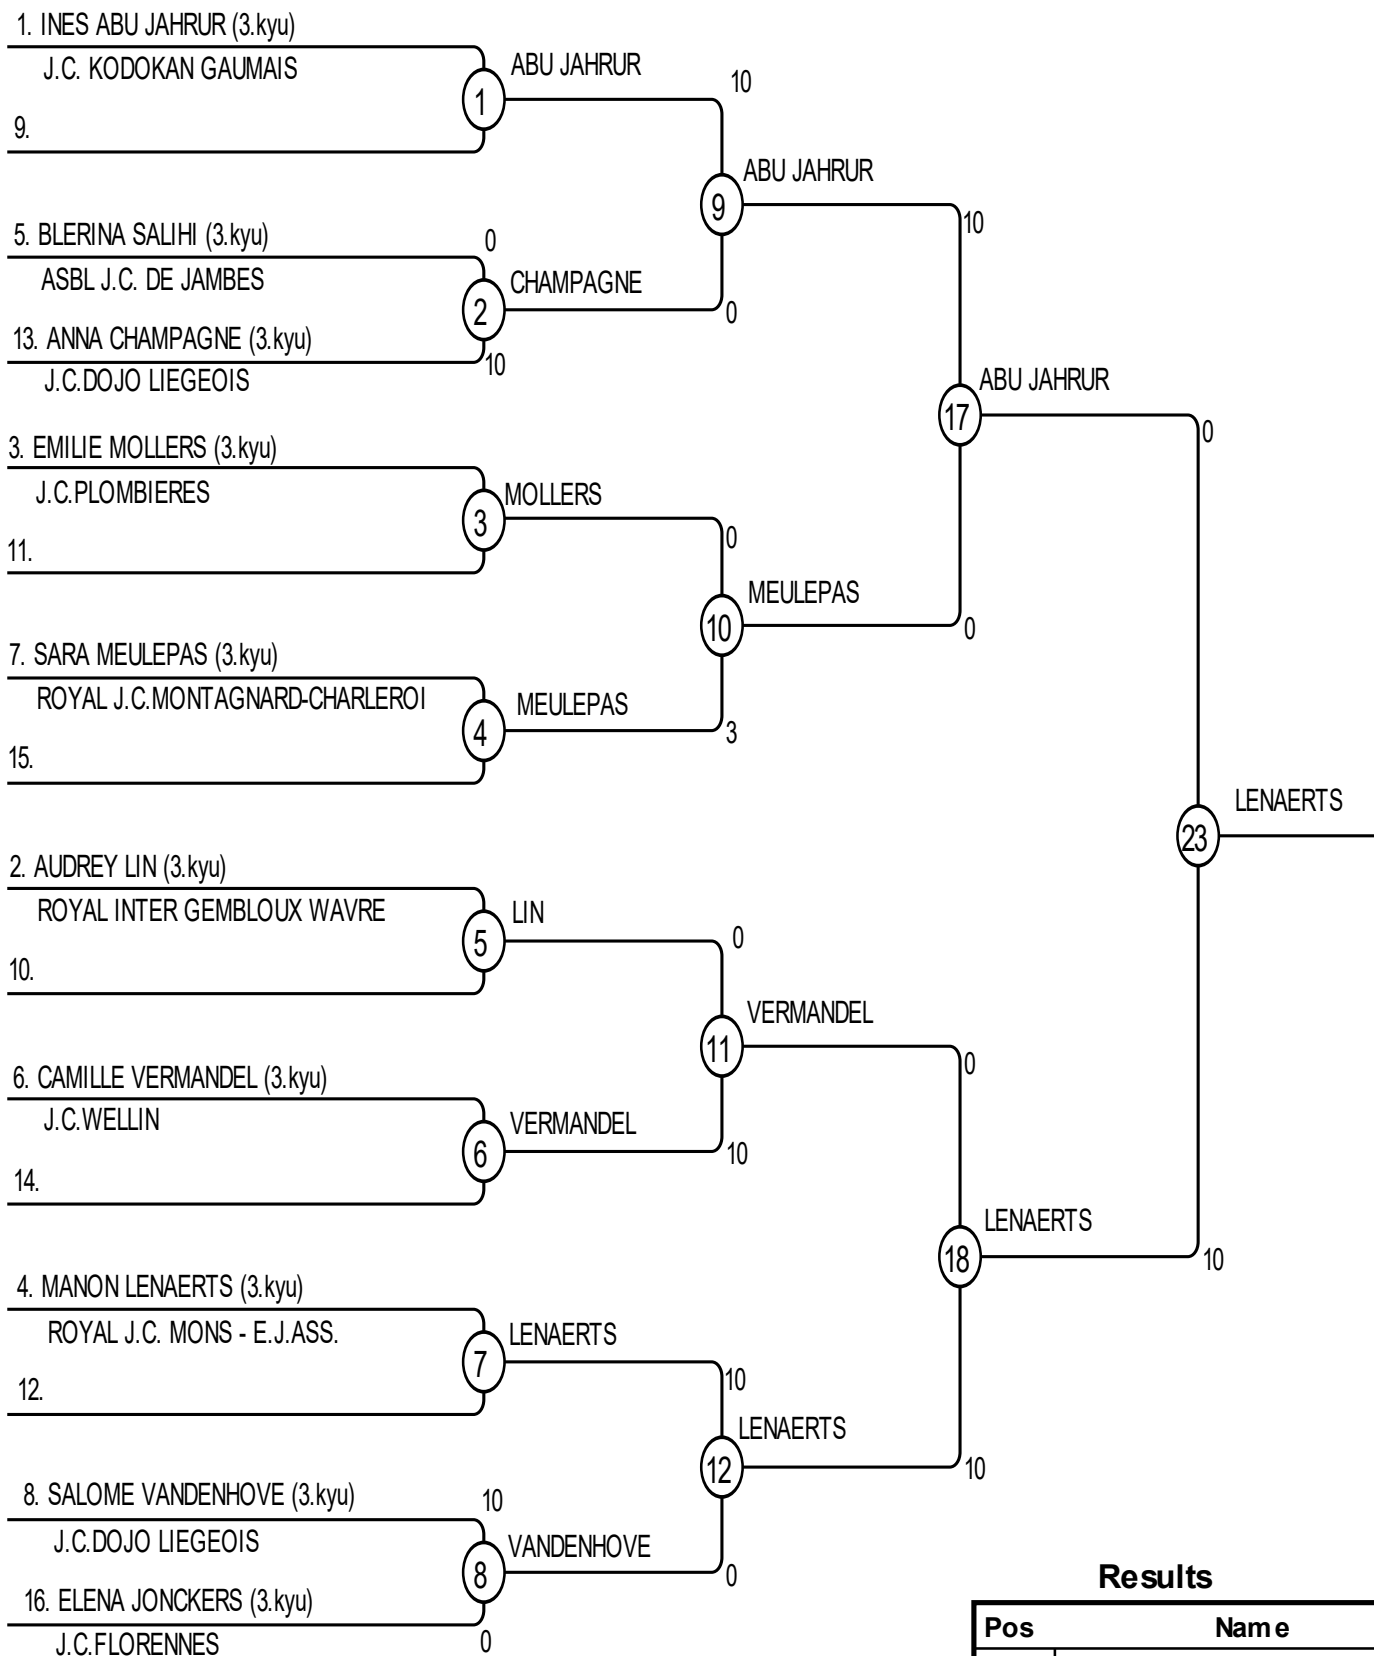 1. INES ABU JAHRUR (3.kyu)
J.C. KODOKAN GAUMAIS
1
ABU JAHRUR
10
9.
9
ABU JAHRUR
10
5. BLERINA SALIHI (3.kyu)
0
ASBL J.C. DE JAMBES
2
CHAMPAGNE
0
13. ANNA CHAMPAGNE (3.kyu)
10
J.C.DOJO LIEGEOIS
17
ABU JAHRUR
0
3. EMILIE MOLLERS (3.kyu)
J.C.PLOMBIERES
3
MOLLERS
0
11.
10
MEULEPAS
0
7. SARA MEULEPAS (3.kyu)
ROYAL J.C.MONTAGNARD-CHARLEROI
4
MEULEPAS
3
15.
23
LENAERTS
2. AUDREY LIN (3.kyu)
ROYAL INTER GEMBLOUX WAVRE
5
LIN
0
10.
11
VERMANDEL
0
6. CAMILLE VERMANDEL (3.kyu)
J.C.WELLIN
6
VERMANDEL
10
14.
18
LENAERTS
10
4. MANON LENAERTS (3.kyu)
ROYAL J.C. MONS - E.J.ASS.
7
LENAERTS
10
12.
12
LENAERTS
10
8. SALOME VANDENHOVE (3.kyu)
10
J.C.DOJO LIEGEOIS
8
VANDENHOVE
0
16. ELENA JONCKERS (3.kyu)
0
J.C.FLORENNES
Results
Pos Name